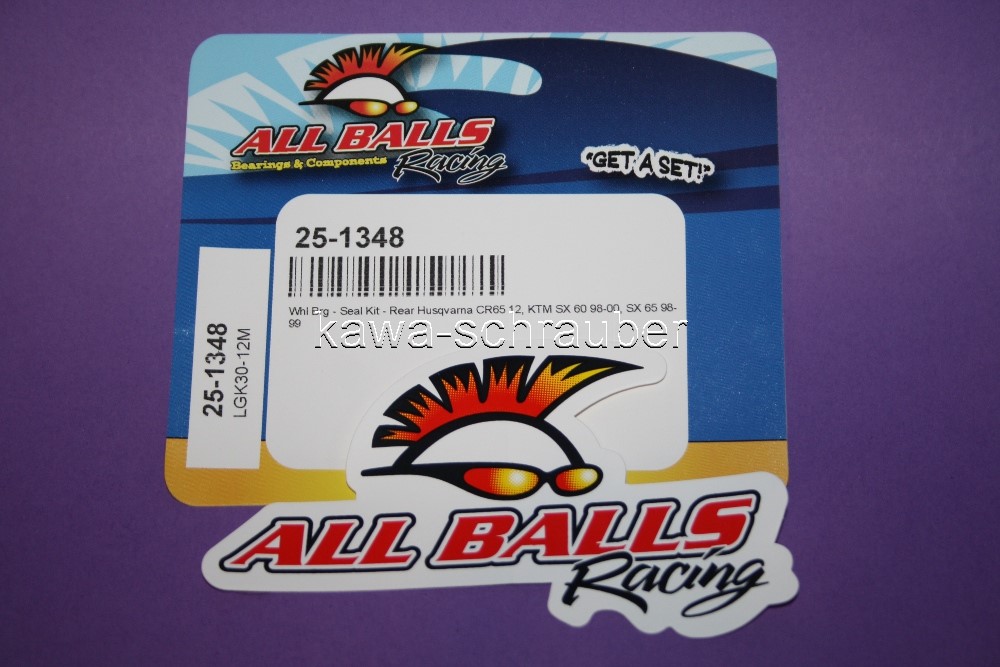 ALL BALLS
Bearings & Components
Racing
"GET A SET!"
25-1348
Whl Brg - Seal Kit - Rear Husqvarna CR65 12, KTM SX 60 98-00, SX 65 98-
99
kawa-schrauber
25-1348
LGK30-12M
ALL BALLS
Racing